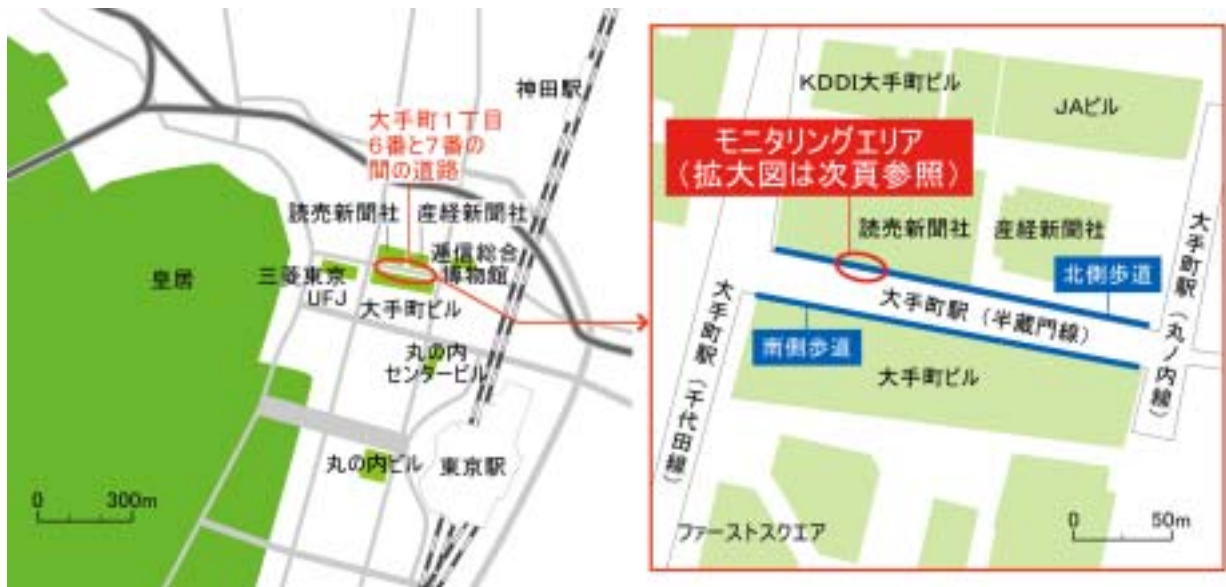 神田駅
大手町1丁目
6番と7番の
間の道路
読売新聞社
産経新聞社
逓信総合
博物館
三菱東京
UFJ
皇居
大手町ビル
丸の内
センタービル
丸の内ビル
東京駅
0 300m
KDDI大手町ビル
JAビル
モニタリングエリア
(拡大図は次頁参照)
読売新聞社
産経新聞社
北側歩道
大手町駅(半蔵門線)
南側歩道
大手町ビル
大手町駅(千代田線)
大手町駅(丸ノ内線)
ファーストスクエア
0 50m